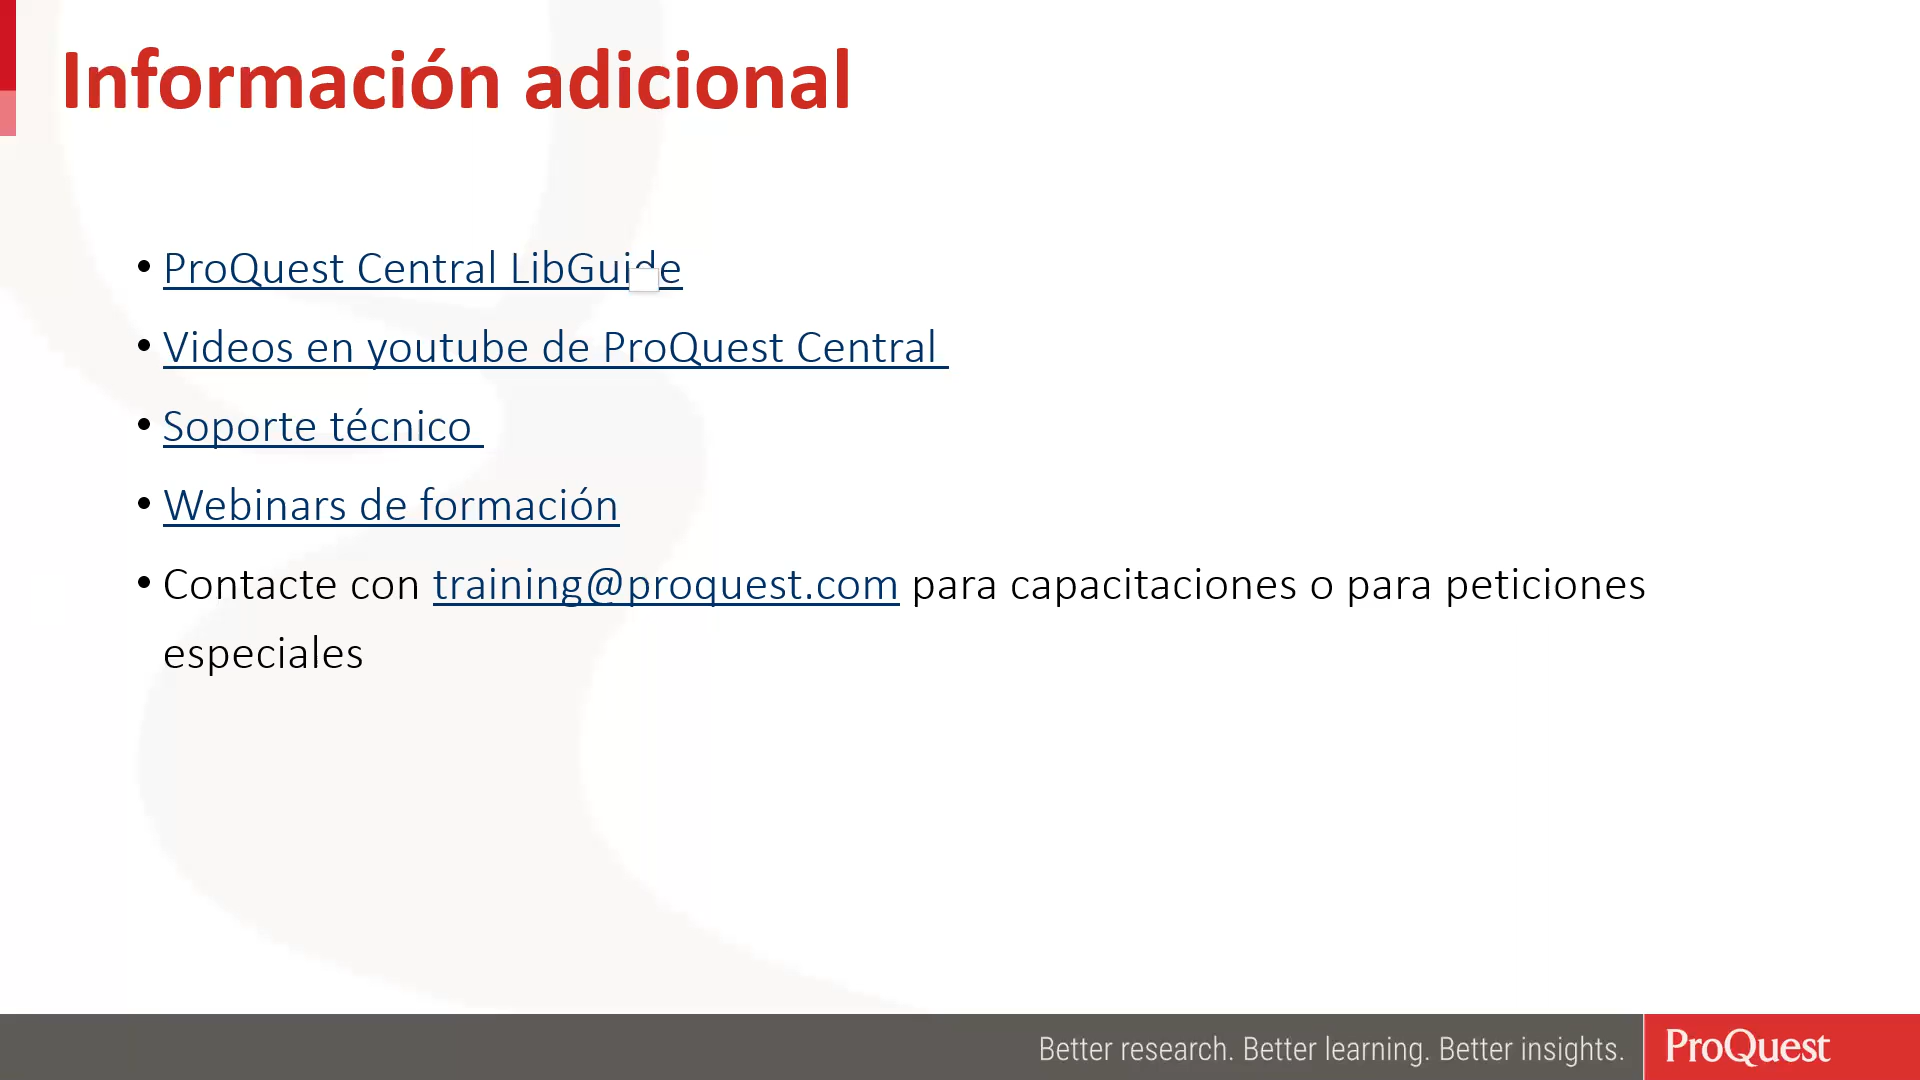 Información adicional
• ProQuest Central LibGuide
• Videos en youtube de ProQuest Central
• Soporte técnico
• Webinars de formación
• Contacte con training@proquest.com para capacitaciones o para peticiones
especiales
Better research. Better learning. Better insights. ProQuest